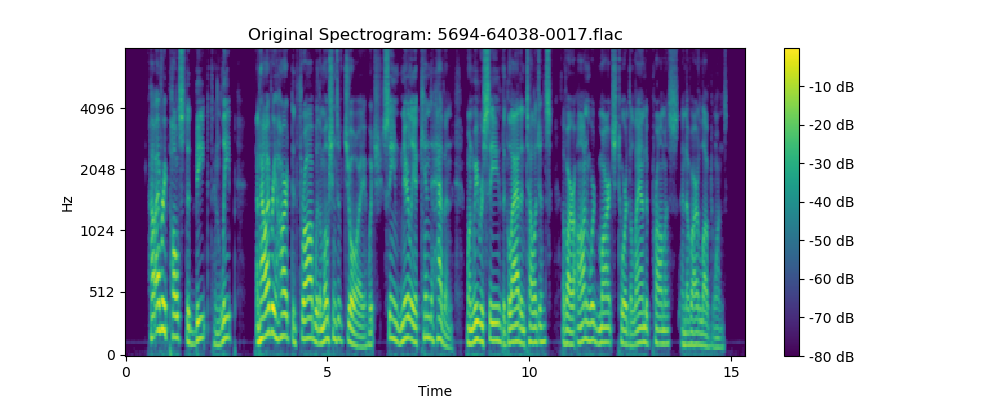 Original Spectrogram: 5694-64038-0017.flac
Hz
4096
2048
1024
512
0
0 5 10 15
Time
-10 dB
-20 dB
-30 dB
-40 dB
-50 dB
-60 dB
-70 dB
-80 dB